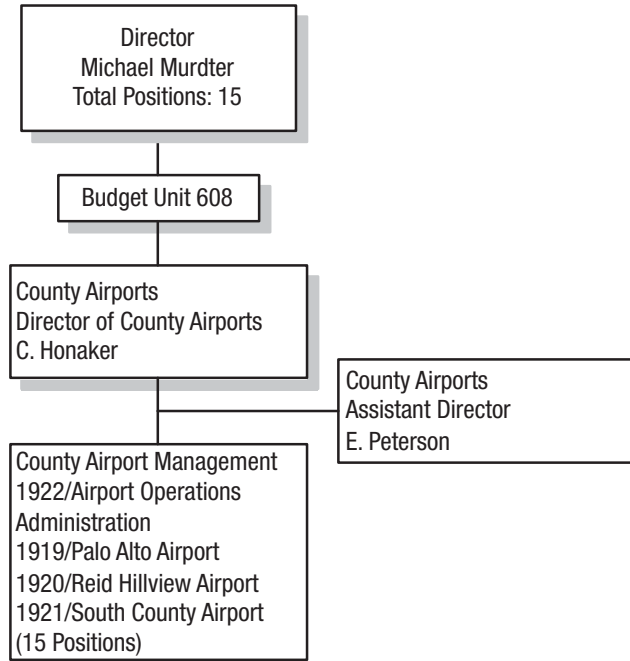 Director
Michael Murdter
Total Positions: 15
Budget Unit 608
County Airports
Director of County Airports
C. Honaker
County Airports
Assistant Director
E. Peterson
County Airport Management
1922/Airport Operations
Administration
1919/Palo Alto Airport
1920/Reid Hillview Airport
1921/South County Airport
(15 Positions)